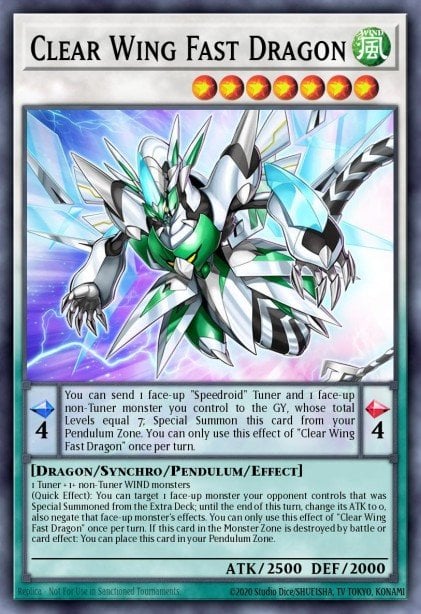 CLEAR WING FAST DRAGON
WIND
風
You can send 1 face-up "Speedroid" Tuner and 1 face-up
non-Tuner monster you control to the GY, whose total
Levels equal 7; Special Summon this card from your
Pendulum Zone. You can only use this effect of "Clear Wing
Fast Dragon" once per turn.
4
4
[DRAGON/SYNCHRO/PENDULUM/EFFECT]
1 Tuner + 1+ non-Tuner WIND monsters
(Quick Effect): You can target 1 face-up monster your opponent controls that was
Special Summoned from the Extra Deck; until the end of this turn, change its ATK to 0,
also negate that face-up monster's effects. You can only use this effect of "Clear Wing
Fast Dragon" once per turn. If this card in the Monster Zone is destroyed by battle or
card effect: You can place this card in your Pendulum Zone.
ATK/2500 DEF/2000
Replica - Not For Use in Sanctioned Tournaments
©2020 Studio Dice/SHUEISHA, TV TOKYO, KONAMI